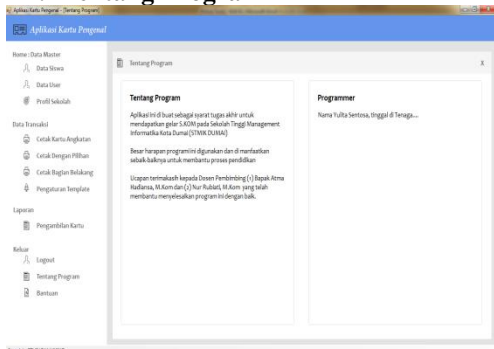 Aplikasi Kartu Pengenal - [Tentang Program]
Aplikasi Kartu Pengenal
Home : Data Master
Data Siswa
Data User
Profil Sekolah
Data Transaksi
Cetak Kartu Angkatan
Cetak Dengan Pilihan
Cetak Bagian Belakang
Pengaturan Template
Laporan
Pengambilan Kartu
Keluar
Logout
Tentang Program
Bantuan
Tentang Program
X
Tentang Program
Aplikasi ini di buat sebagai syarat tugas akhir untuk
mendapatkan gelar S.KOM pada Sekolah Tinggi Management
Informatika Kota Dumai (STMIK DUMAI)
Besar harapan program ini digunakan dan di manfaatkan
sebaik-baiknya untuk membantu proses pendidikan
Ucapan terimakasih kepada Dosen Pembimbing (1) Bapak Atma
Hadiansa, M.Kom dan (2) Nur Rubiati, M.Kom yang telah
membantu menyelesaikan program ini dengan baik.
Programmer
Nama Yulita Sentosa, tinggal di Tenaga....